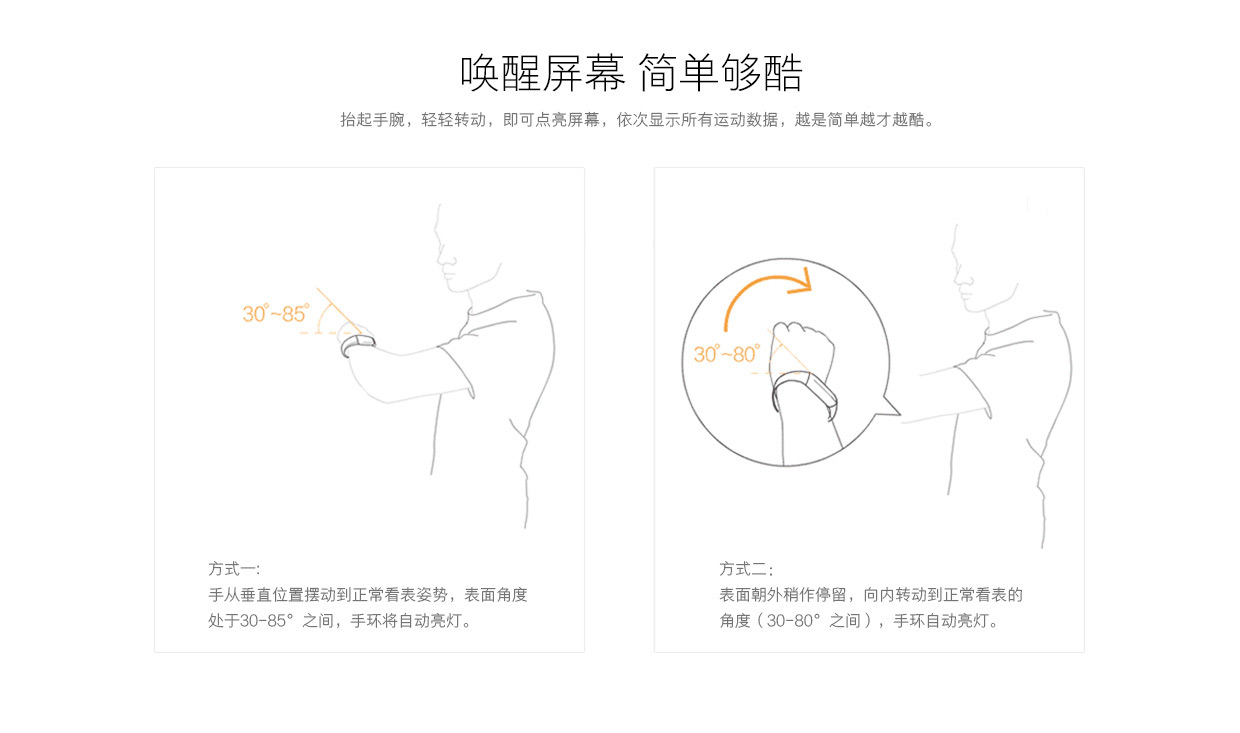 唤醒屏幕 简单够酷
抬起手腕，轻轻转动，即可点亮屏幕，依次显示所有运动数据，越是简单越才越酷。
30°~85°
30°~80°
方式一:
手从垂直位置摆动到正常看表姿势，表面角度
处于30-85°之间，手环将自动亮灯。
方式二:
表面朝外稍作停留，向内转动到正常看表的
角度（30-80°之间），手环自动亮灯。